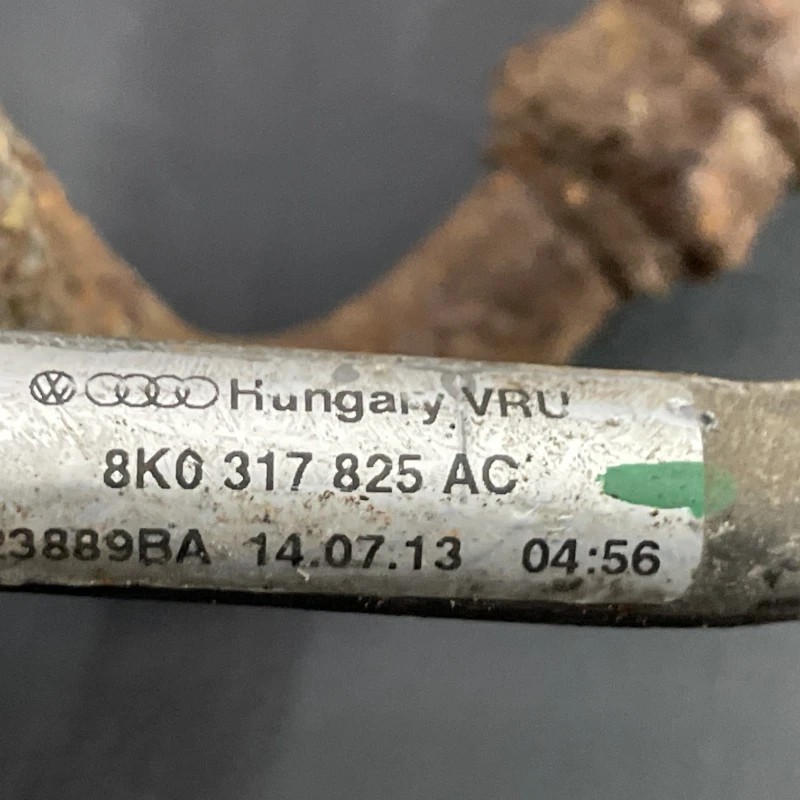 Hungary VRU
8K0 317 825 AC
23889BA 14.07.13 04:56